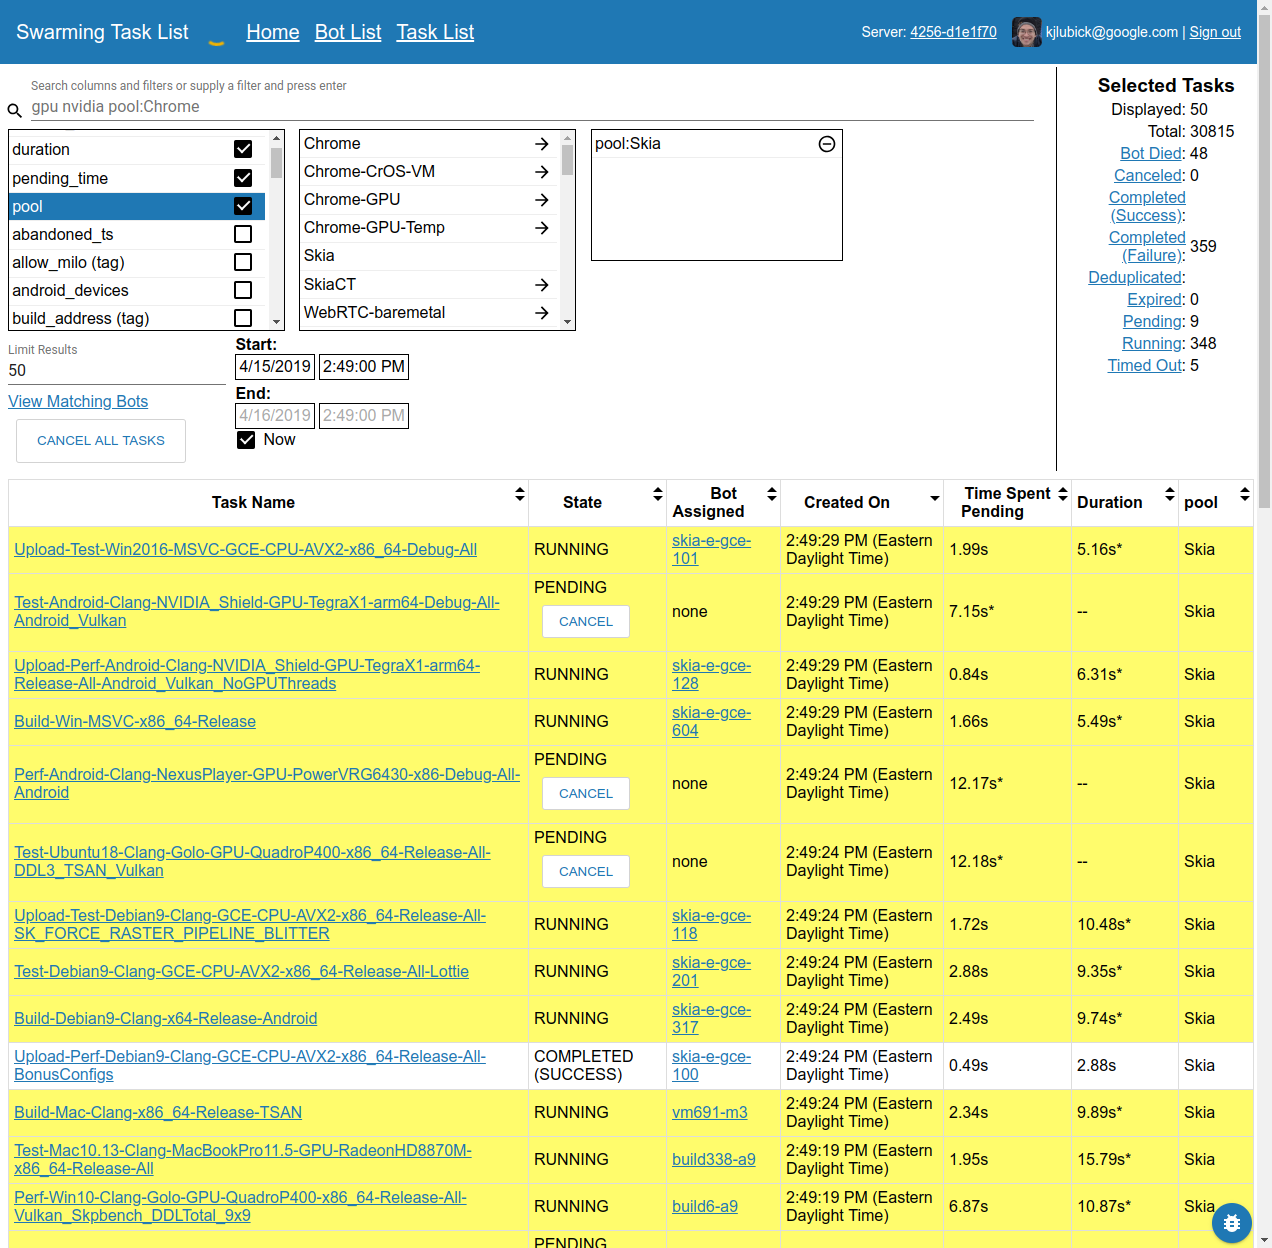 Swarming Task List Home Bot List Task List Server: 4256-d1e1f70 kjlubick@google.com | Sign out
Search columns and filters or supply a filter and press enter
gpu nvidia pool:Chrome
duration
pending_time
pool
abandoned_ts
allow_milo (tag)
android_devices
build_address (tag)
Chrome
Chrome-CrOS-VM
Chrome-GPU
Chrome-GPU-Temp
Skia
SkiaCT
WebRTC-baremetal
pool:Skia
Limit Results
50
View Matching Bots
CANCEL ALL TASKS
Start:
4/15/2019 2:49:00 PM
End:
4/16/2019 2:49:00 PM
Now
Selected Tasks
Displayed: 50
Total: 30815
Bot Died: 48
Canceled: 0
Completed
(Success):
Completed
(Failure): 359
Deduplicated:
Expired: 0
Pending: 9
Running: 348
Timed Out: 5
Task Name State Bot Assigned Created On Time Spent Pending Duration pool
Upload-Test-Win2016-MSVC-GCE-CPU-AVX2-x86_64-Debug-All RUNNING skia-e-gce-101 2:49:29 PM (Eastern Daylight Time) 1.99s 5.16s* Skia
Test-Android-Clang-NVIDIA_Shield-GPU-TegraX1-arm64-Debug-All-Android_Vulkan PENDING CANCEL none 2:49:29 PM (Eastern Daylight Time) 7.15s* -- Skia
Upload-Perf-Android-Clang-NVIDIA_Shield-GPU-TegraX1-arm64-Release-All-Android_Vulkan_NoGPUThreads RUNNING skia-e-gce-128 2:49:29 PM (Eastern Daylight Time) 0.84s 6.31s* Skia
Build-Win-MSVC-x86_64-Release RUNNING skia-e-gce-604 2:49:29 PM (Eastern Daylight Time) 1.66s 5.49s* Skia
Perf-Android-Clang-NexusPlayer-GPU-PowerVRG6430-x86-Debug-All-Android PENDING CANCEL none 2:49:24 PM (Eastern Daylight Time) 12.17s* -- Skia
Test-Ubuntu18-Clang-Golo-GPU-QuadroP400-x86_64-Release-All-DDL3_TSAN_Vulkan PENDING CANCEL none 2:49:24 PM (Eastern Daylight Time) 12.18s* -- Skia
Upload-Test-Debian9-Clang-GCE-CPU-AVX2-x86_64-Release-All-SK_FORCE_RASTER_PIPELINE_BLITTER RUNNING skia-e-gce-118 2:49:24 PM (Eastern Daylight Time) 1.72s 10.48s* Skia
Test-Debian9-Clang-GCE-CPU-AVX2-x86_64-Release-All-Lottie RUNNING skia-e-gce-201 2:49:24 PM (Eastern Daylight Time) 2.88s 9.35s* Skia
Build-Debian9-Clang-x64-Release-Android RUNNING skia-e-gce-317 2:49:24 PM (Eastern Daylight Time) 2.49s 9.74s* Skia
Upload-Perf-Debian9-Clang-GCE-CPU-AVX2-x86_64-Release-All-BonusConfigs COMPLETED (SUCCESS) skia-e-gce-100 2:49:24 PM (Eastern Daylight Time) 0.49s 2.88s Skia
Build-Mac-Clang-x86_64-Release-TSAN RUNNING vm691-m3 2:49:24 PM (Eastern Daylight Time) 2.34s 9.89s* Skia
Test-Mac10.13-Clang-MacBookPro11.5-GPU-RadeonHD8870M-x86_64-Release-All RUNNING build338-a9 2:49:19 PM (Eastern Daylight Time) 1.95s 15.79s* Skia
Perf-Win10-Clang-Golo-GPU-QuadroP400-x86_64-Release-All-Vulkan_Skpbench_DDLTotal_9x9 RUNNING build6-a9 2:49:19 PM (Eastern Daylight Time) 6.87s 10.87s* Skia
PENDING